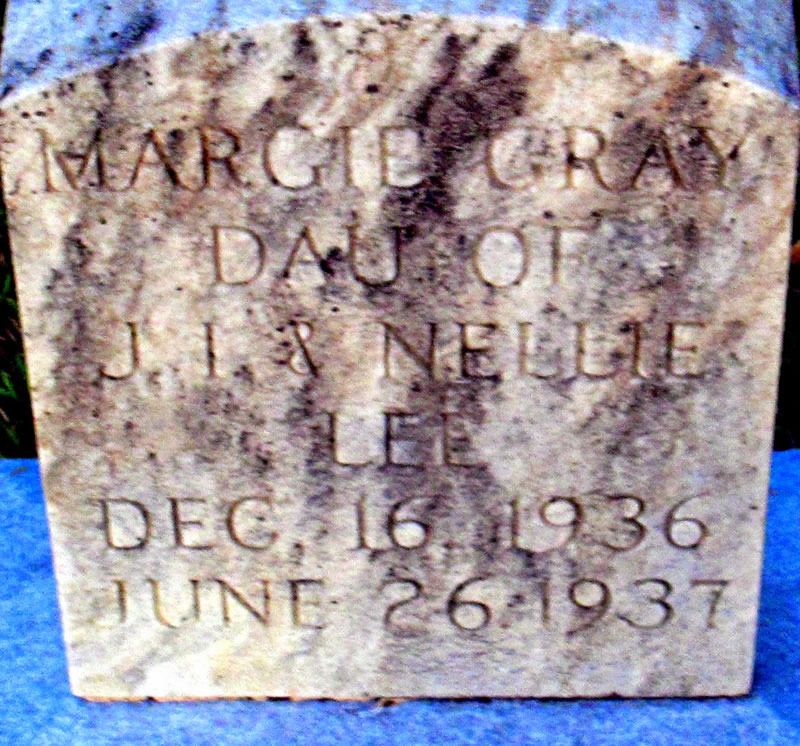 MARGIE GRAY
DAU OF
J. I. & NELLIE
LEE
DEC. 16, 1936
JUNE 26, 1937